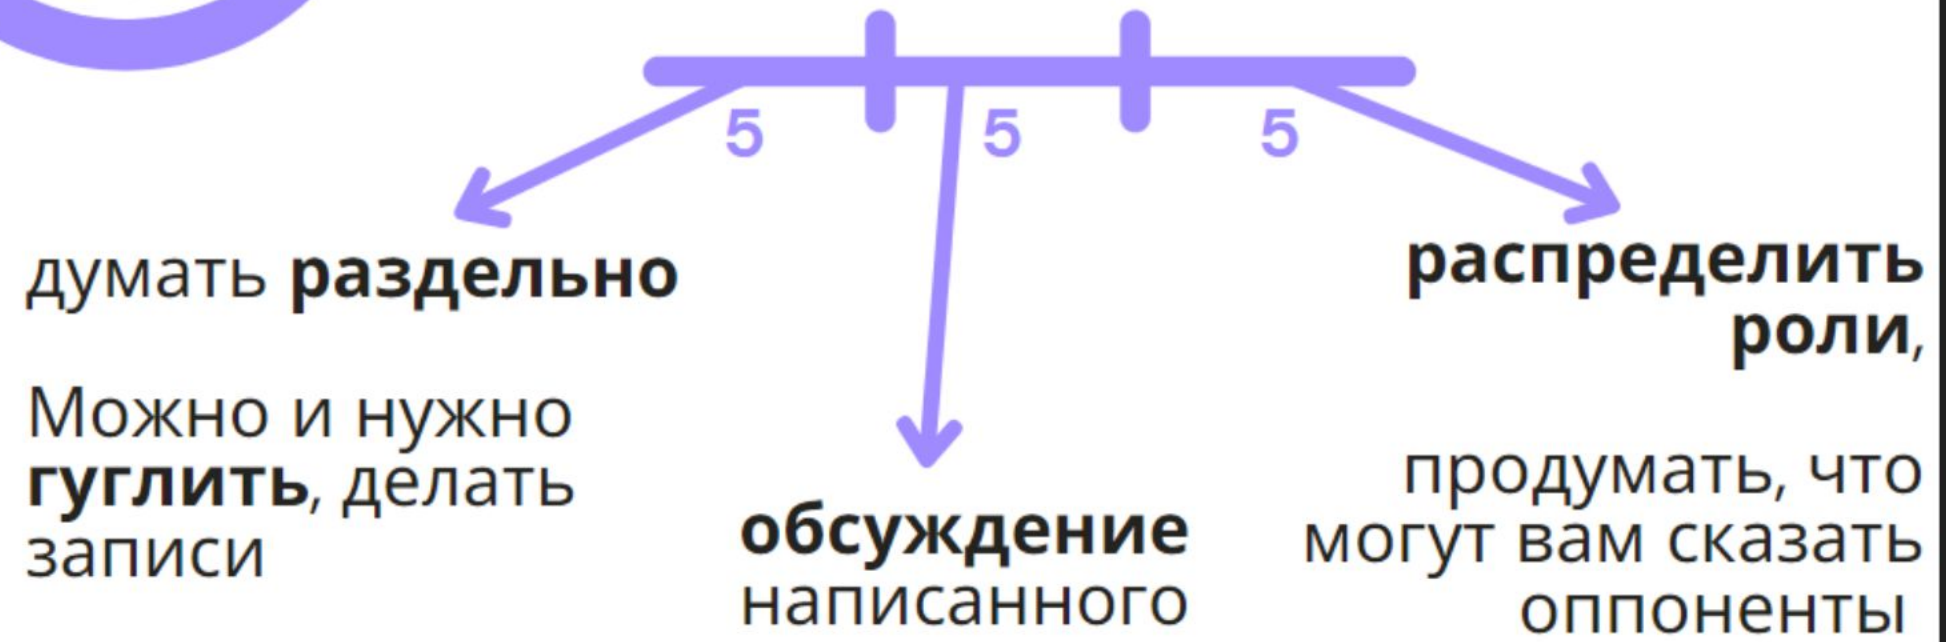 5
5
5
думать раздельно
Можно и нужно
гуглить, делать
записи
обсуждение
написанного
распределить
роли,
продумать, что
могут вам сказать
оппоненты